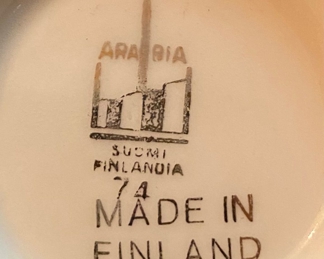 ARABIA
SUOMI
FINLANDIA
74
MADE IN
FINLAND